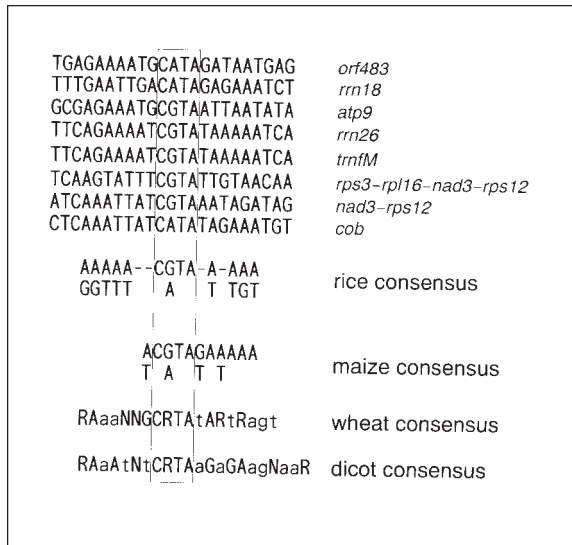 TGAGAAAATGCATAGATAATGAG orf483
TTTGAATTGACATAGAGAAATCT rrn18
GCGAGAAATGCGTAATTAATATA atp9
TTCAGAAAATCGTATAAAAATCA rrn26
TTCAGAAAATCGTATAAAAATCA trnfM
TCAAGTATTTCGTATTGTAACAA rps3-rpl16-nad3-rps12
ATCAAATTATCGTAAATAGATAG nad3-rps12
CTCAAATTATCATATAGAAATGT cob
AAAAA--CGTA-A-AAA rice consensus
GGTTT A T TGT
ACGTAGAAAAA maize consensus
T A T T
RAaaNNGCRTAtARtRagt wheat consensus
RAaAtNtCRTAaGaGAagNaaR dicot consensus